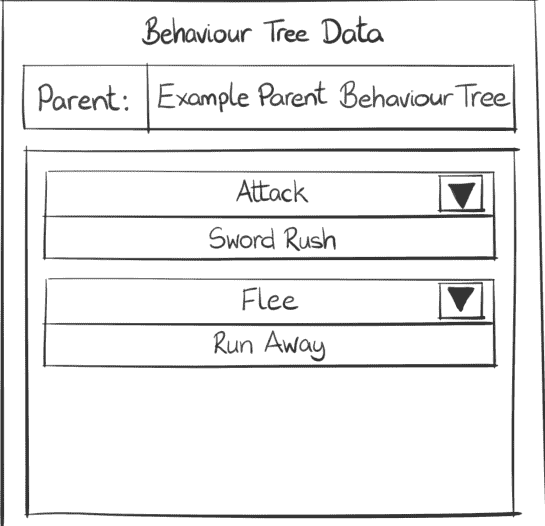 Behaviour Tree Data
Parent: Example Parent Behaviour Tree
Attack
Sword Rush
Flee
Run Away